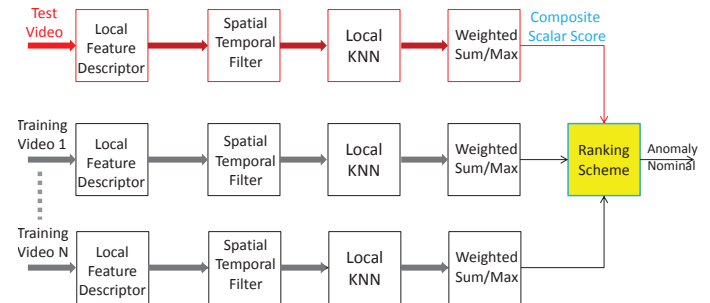 Test
Video
Local
Feature
Descriptor
Spatial
Temporal
Filter
Local
KNN
Weighted
Sum/Max
Composite
Scalar Score
Training
Video 1
Local
Feature
Descriptor
Spatial
Temporal
Filter
Local
KNN
Weighted
Sum/Max
Ranking
Scheme
Anomaly
Nominal
Training
Video N
Local
Feature
Descriptor
Spatial
Temporal
Filter
Local
KNN
Weighted
Sum/Max